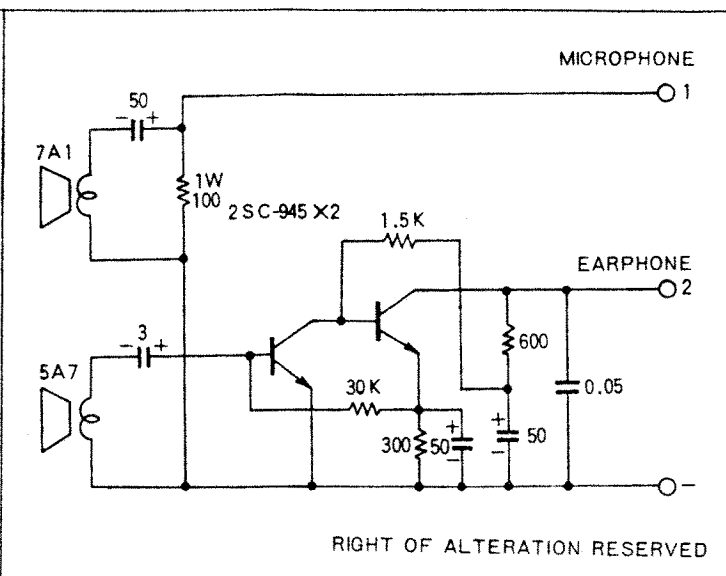 MICROPHONE
1
50
- +
7A1
1W
100
2SC-945 X2
1.5K
EARPHONE
2
3
- +
600
5A7
30K
0.05
300
+
50
-
+
50
-
-
RIGHT OF ALTERATION RESERVED